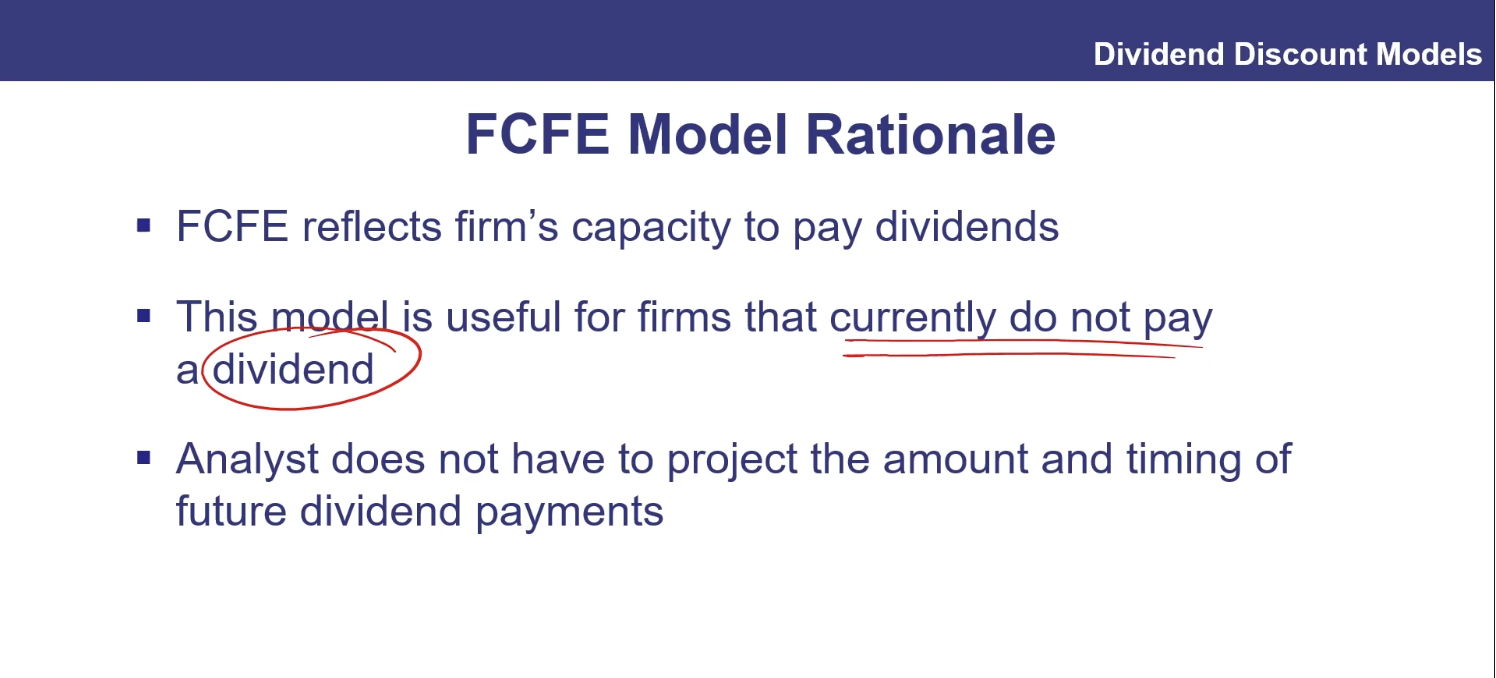 Dividend Discount Models
FCFE Model Rationale
▪ FCFE reflects firm’s capacity to pay dividends
▪ This model is useful for firms that currently do not pay
a dividend
▪ Analyst does not have to project the amount and timing of
future dividend payments